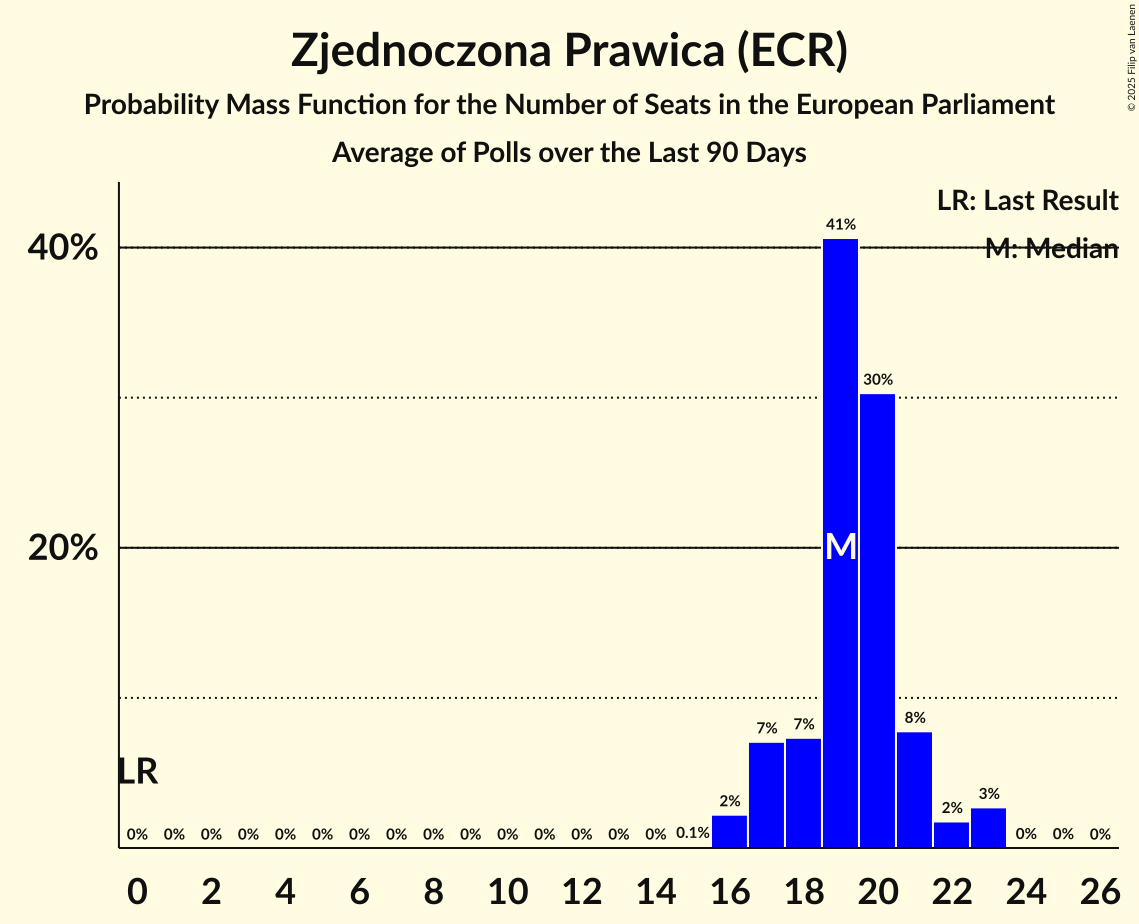 Zjednoczona Prawica (ECR)
Probability Mass Function for the Number of Seats in the European Parliament
Average of Polls over the Last 90 Days
© 2025 Filip van Laenen
LR: Last Result
M: Median
40%
20%
41%
30%
M
LR
0% 0% 0% 0% 0% 0% 0% 0% 0% 0% 0% 0% 0% 0% 0% 0.1% 2% 7% 7% 8% 2% 3% 0% 0% 0%
0 2 4 6 8 10 12 14 16 18 20 22 24 26